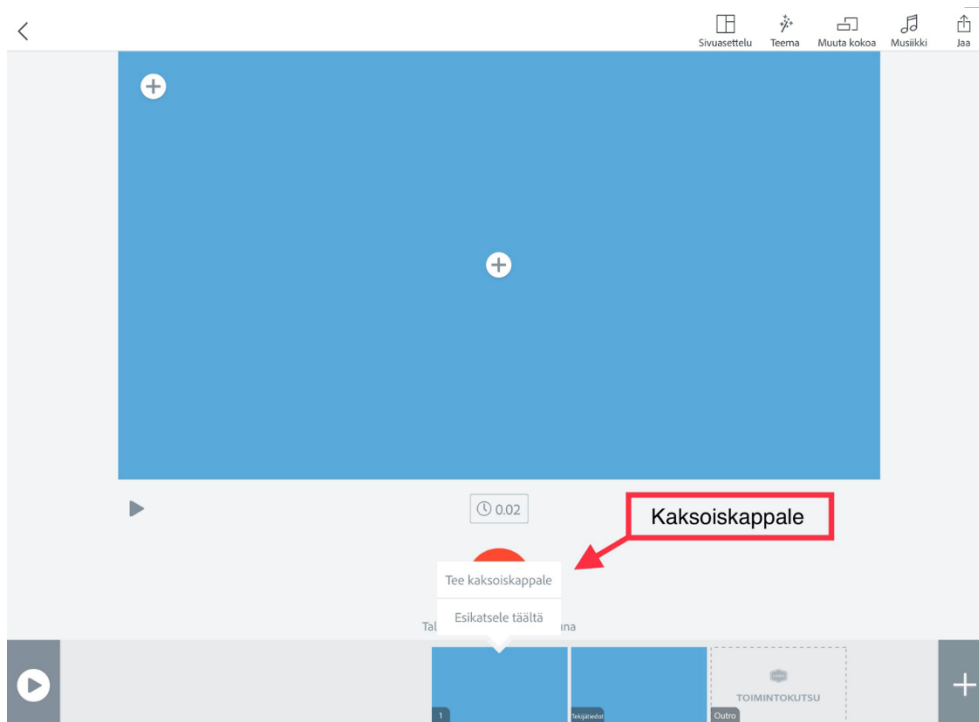 Sivuasettelu Teema Muuta kokoa Musiikki Jaa
0.02
Kaksoiskappale
Tee kaksoiskappale
Esikatsele täältä
TOIMINTOKUTSU
1 Tekijätiedot Outro